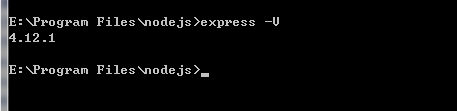 E:\Program Files\nodejs>express -V
4.12.1
E:\Program Files\nodejs>_